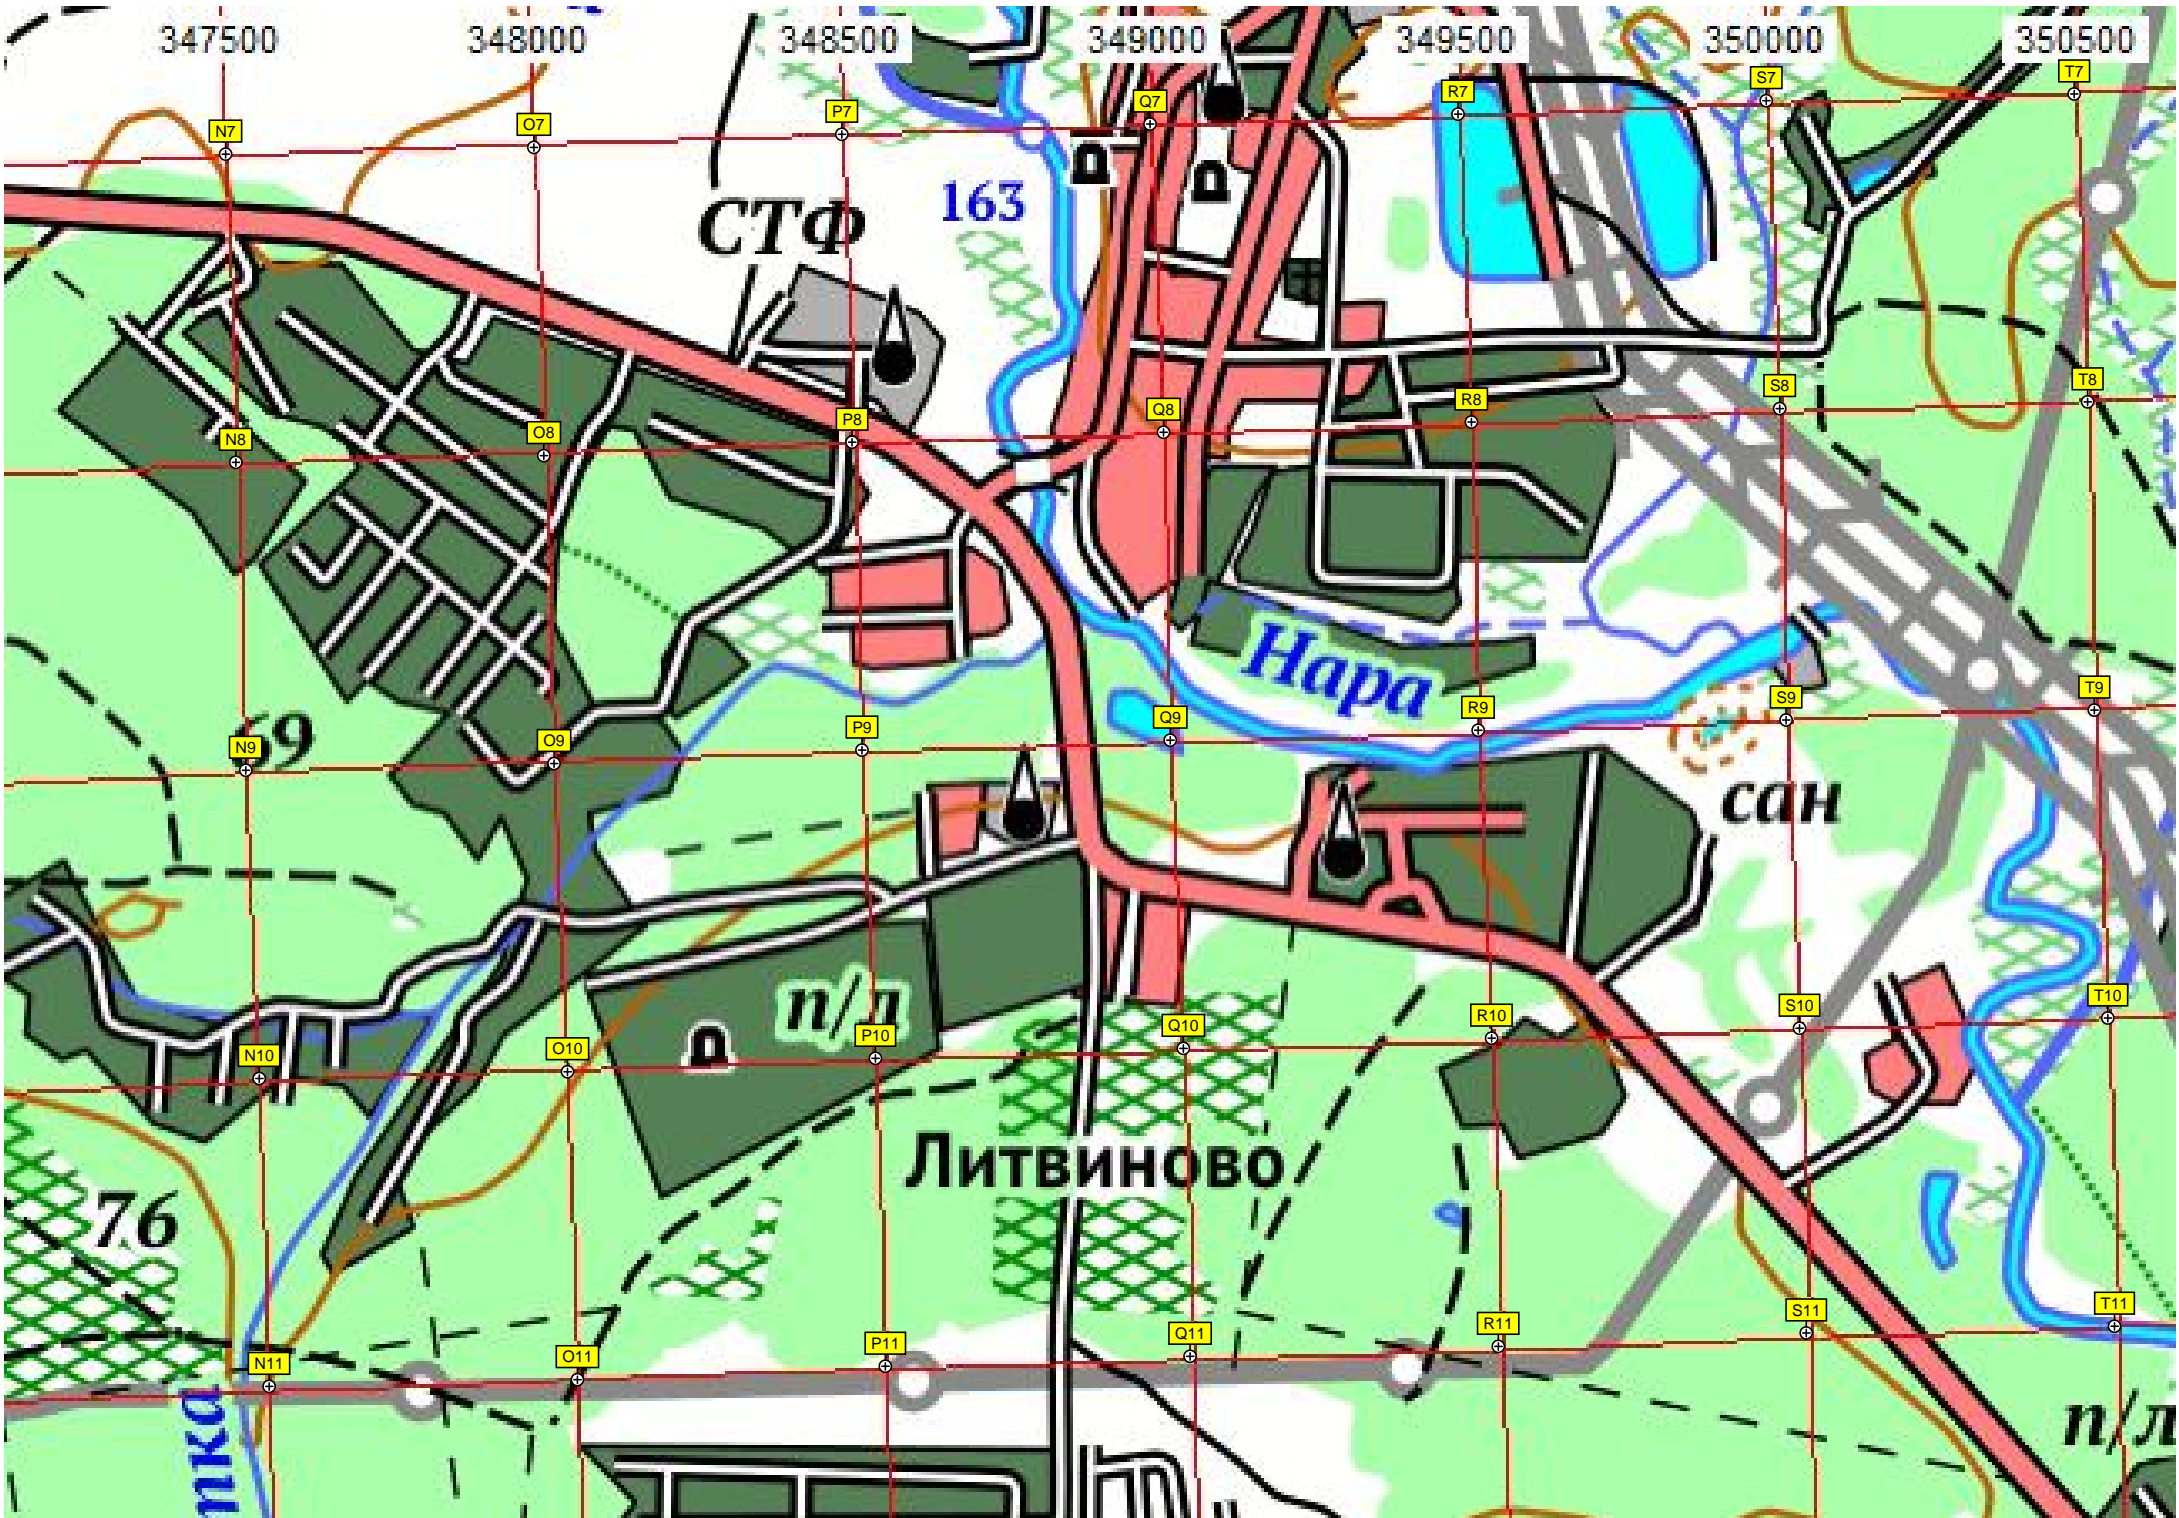 347500 348000 348500 349000 349500 350000 350500
N7 O7 P7 Q7 R7 S7 T7
СТФ
163
N8 O8 P8 Q8 R8 S8 T8
Нара
69
N9 O9 P9 Q9 R9 S9 T9
сан
п/л
N10 O10 P10 Q10 R10 S10 T10
Литвиново
76
N11 O11 P11 Q11 R11 S11 T11
п/л
тка